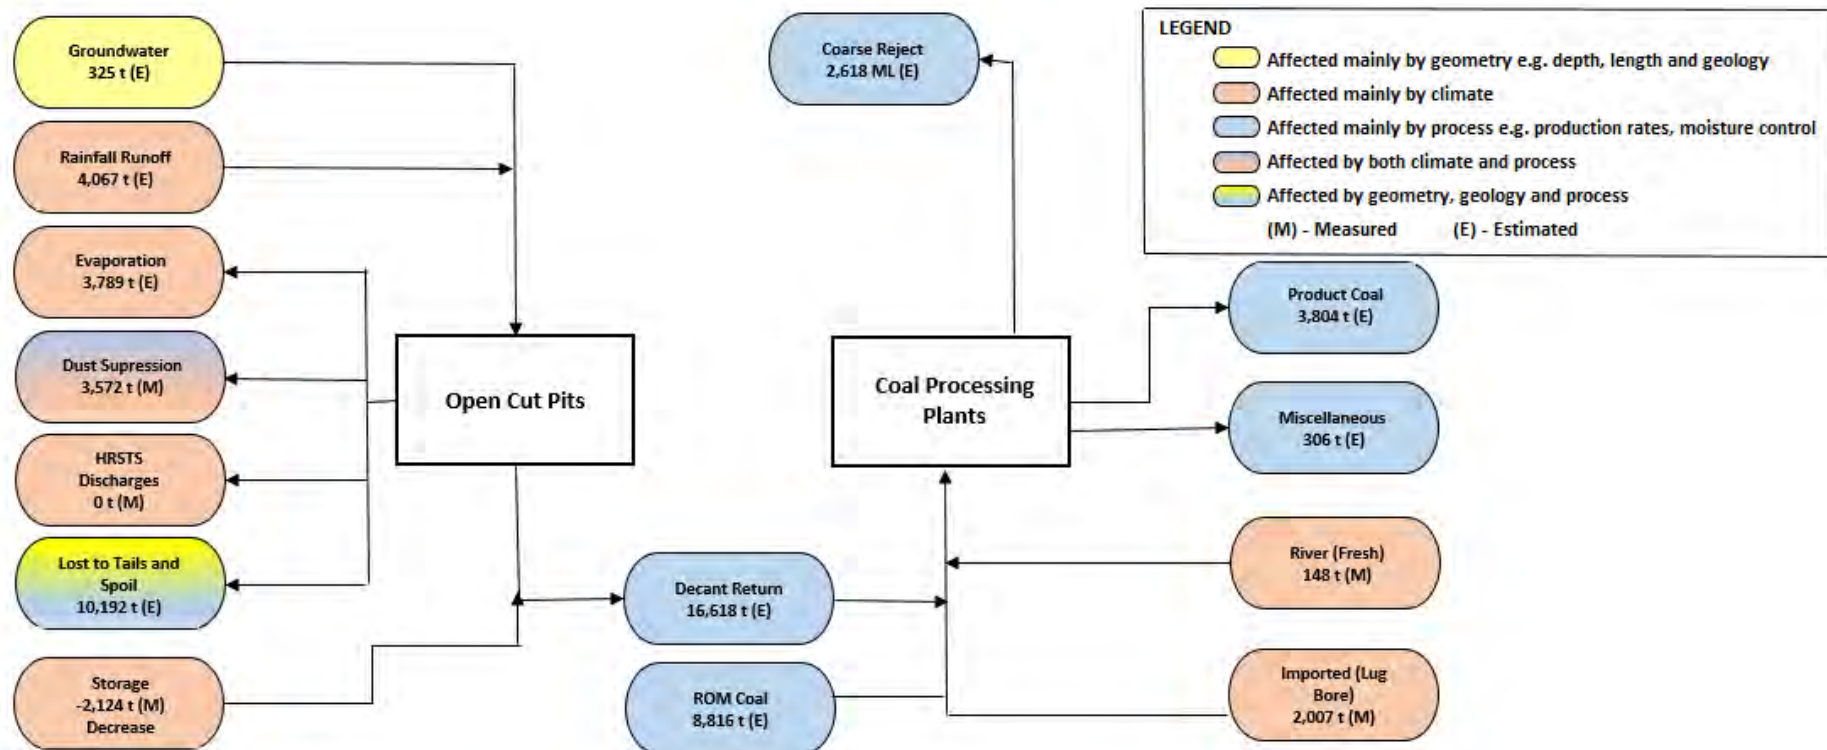 Groundwater
325 t (E)
Rainfall Runoff
4,067 t (E)
Evaporation
3,789 t (E)
Dust Supression
3,572 t (M)
HRSTS
Discharges
0 t (M)
Lost to Tails and
Spoil
10,192 t (E)
Storage
-2,124 t (M)
Decrease
Open Cut Pits
Coarse Reject
2,618 ML (E)
Coal Processing
Plants
Decant Return
16,618 t (E)
ROM Coal
8,816 t (E)
LEGEND
Affected mainly by geometry e.g. depth, length and geology
Affected mainly by climate
Affected mainly by process e.g. production rates, moisture control
Affected by both climate and process
Affected by geometry, geology and process
(M) - Measured (E) - Estimated
Product Coal
3,804 t (E)
Miscellaneous
306 t (E)
River (Fresh)
148 t (M)
Imported (Lug
Bore)
2,007 t (M)